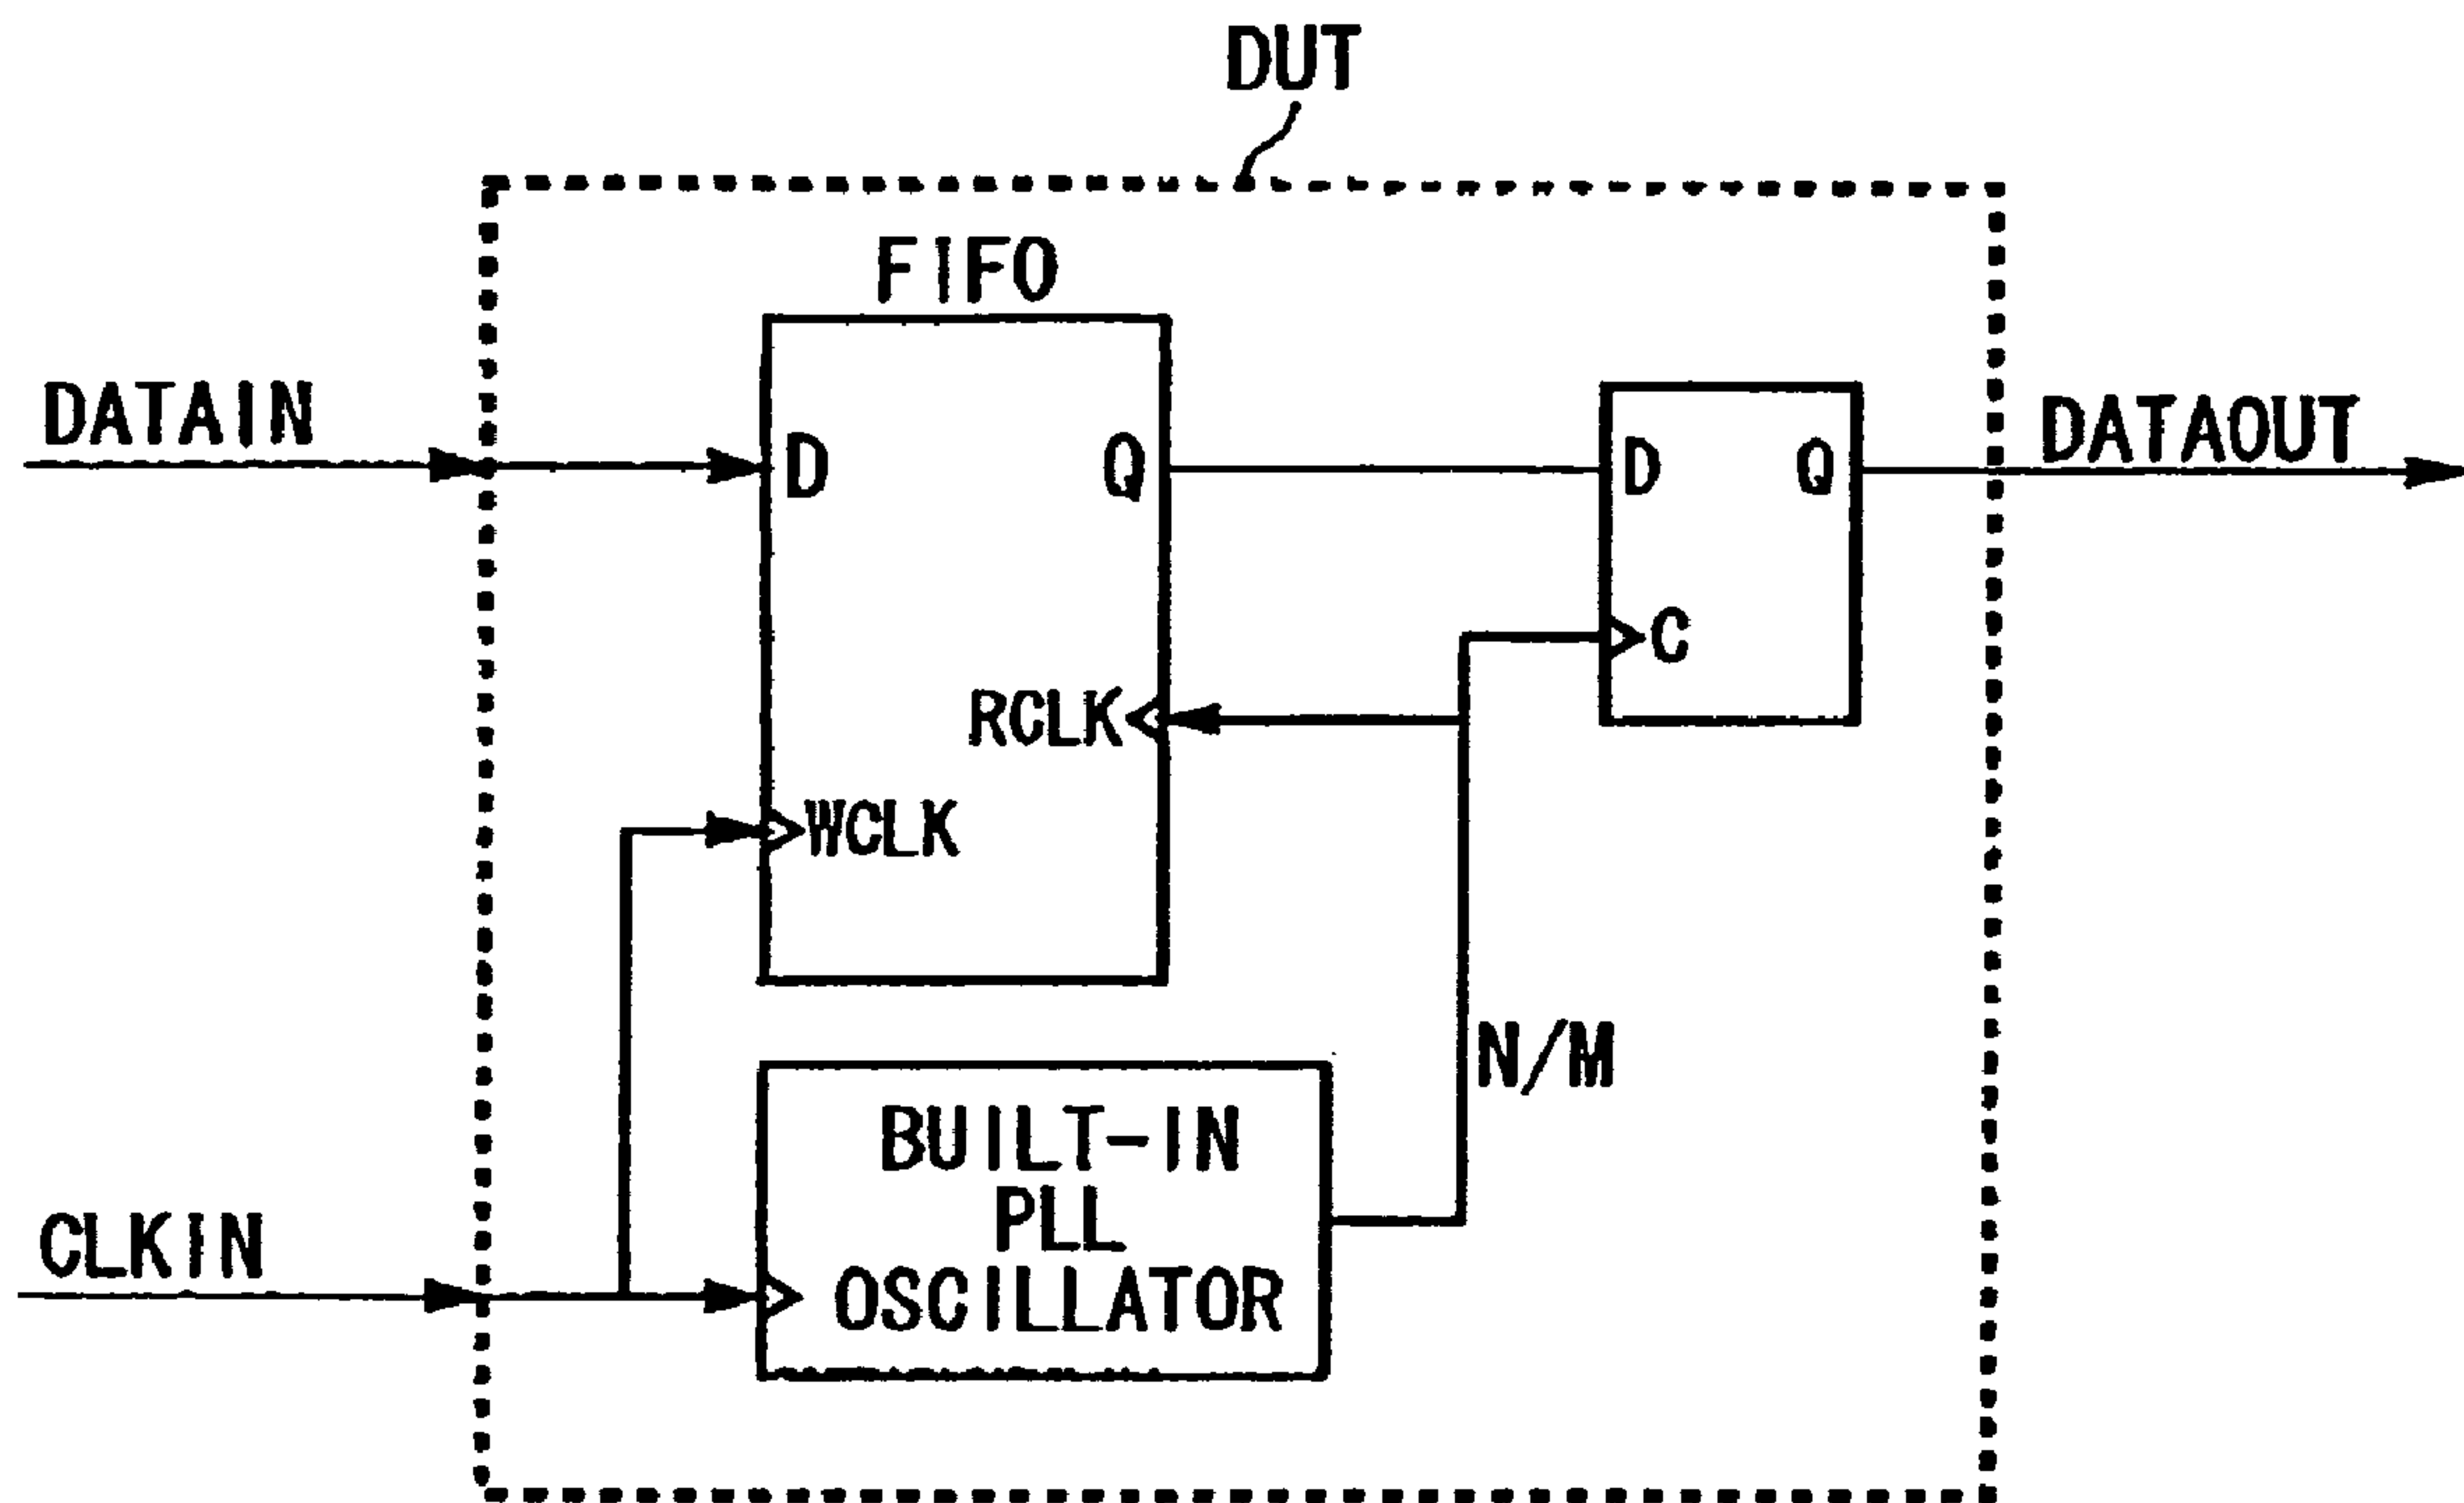 DUT
FIFO
DATAIN
D
Q
D
Q
DATAOUT
C
RCLK
WCLK
N/M
BUILT-IN
PLL
OSCILLATOR
CLKIN